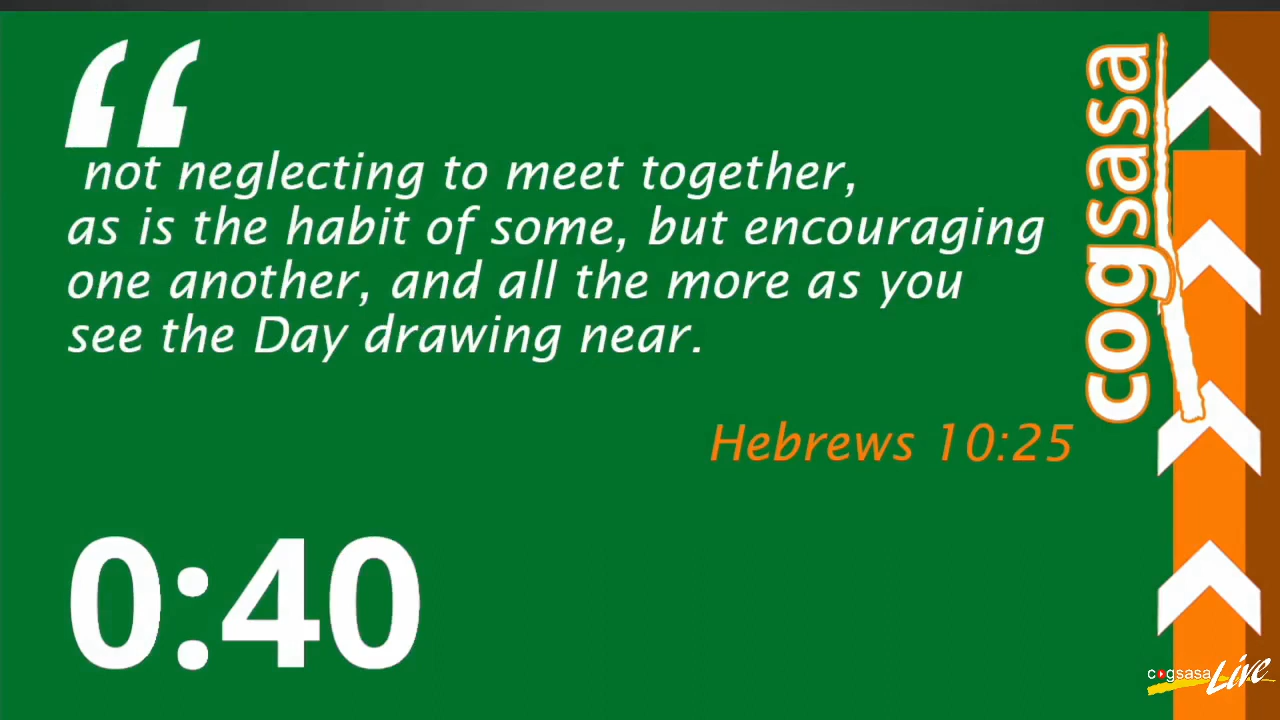 “
not neglecting to meet together,
as is the habit of some, but encouraging
one another, and all the more as you
see the Day drawing near.
Hebrews 10:25
0:40
cogsasa
cogsasa Live